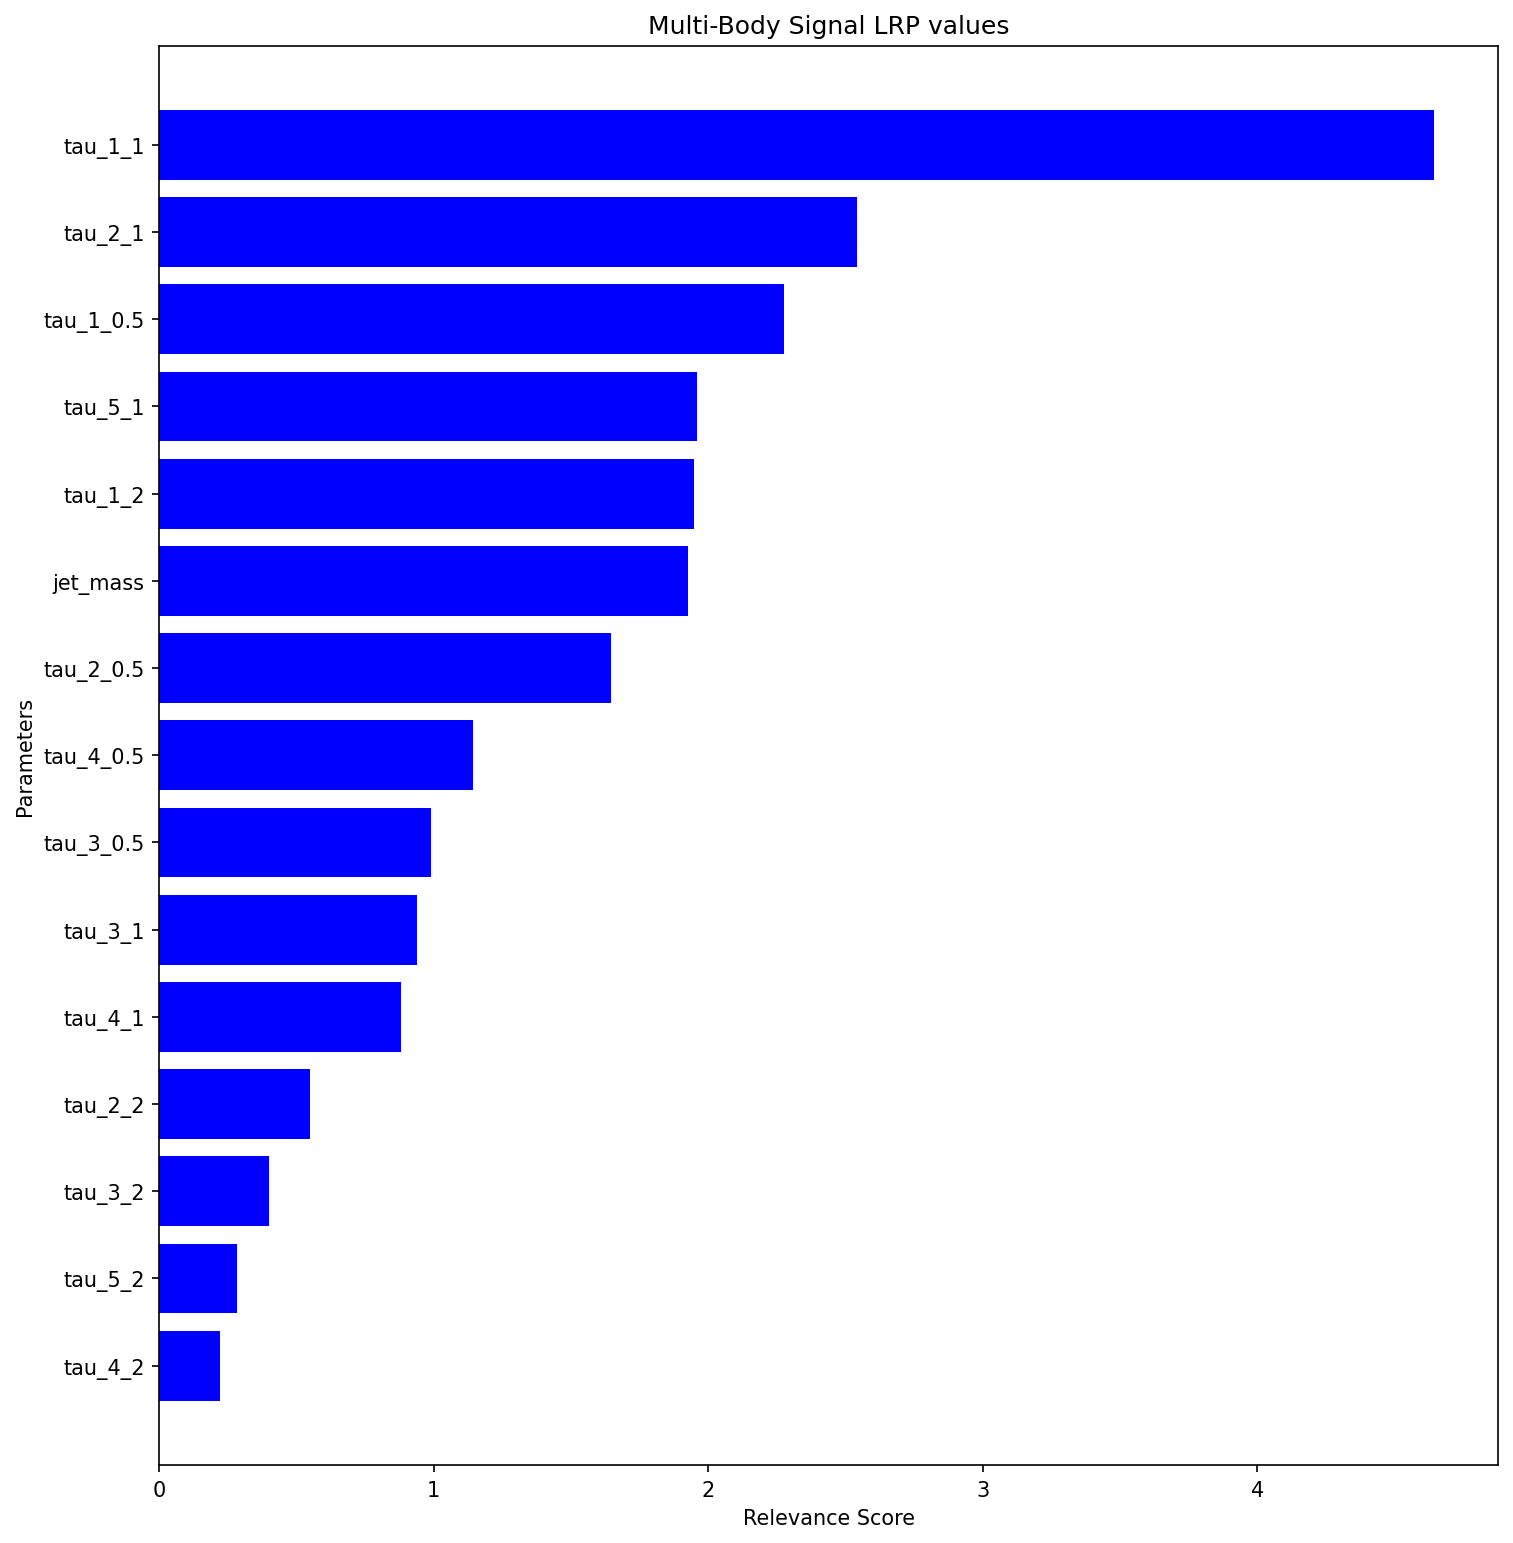 Multi-Body Signal LRP values
tau_1_1
tau_2_1
tau_1_0.5
tau_5_1
tau_1_2
jet_mass
tau_2_0.5
tau_4_0.5
tau_3_0.5
tau_3_1
tau_4_1
tau_2_2
tau_3_2
tau_5_2
tau_4_2
Parameters
0 1 2 3 4
Relevance Score